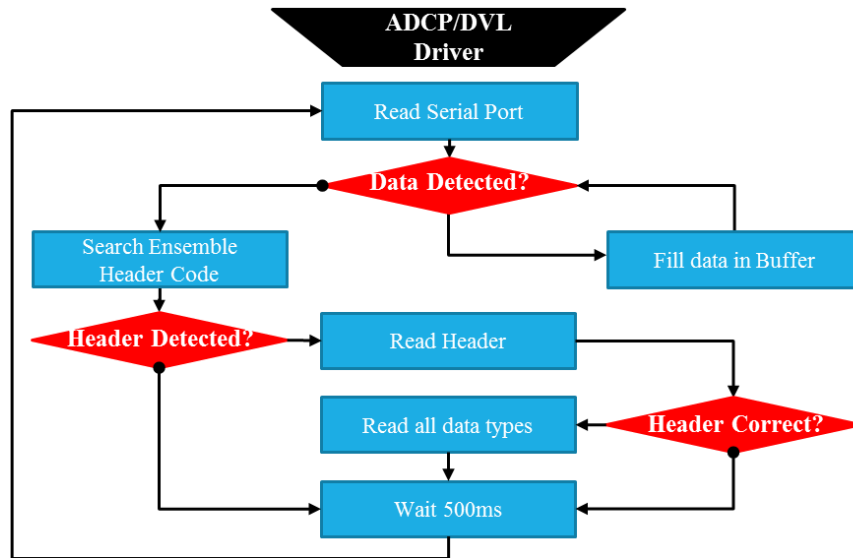 ADCP/DVL
Driver
Read Serial Port
Data Detected?
Search Ensemble
Header Code
Fill data in Buffer
Header Detected?
Read Header
Read all data types
Header Correct?
Wait 500ms